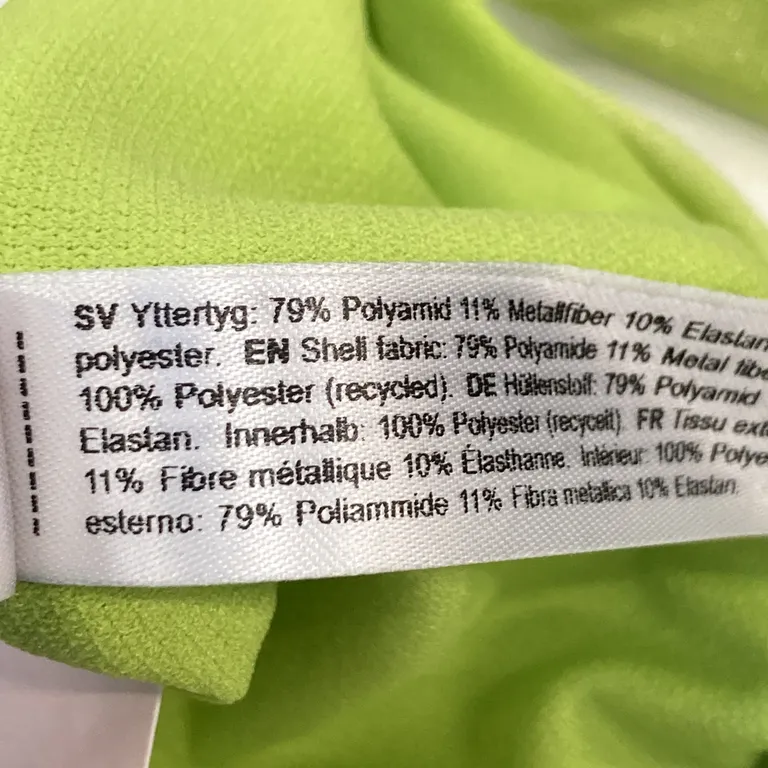 SV Yttertyg: 79% Polyamid 11% Metallfiber 10% Elastan
polyester. EN Shell fabric: 79% Polyamide 11% Metal fibe
100% Polyester (recycled). DE Hüllenstoff: 79% Polyamid
Elastan. Innerhalb: 100% Polyester (recycelt). FR Tissu ext
11% Fibre métallique 10% Élasthanne. Intérieur: 100% Polye
esterno: 79% Poliammide 11% Fibra metallica 10% Elastan.